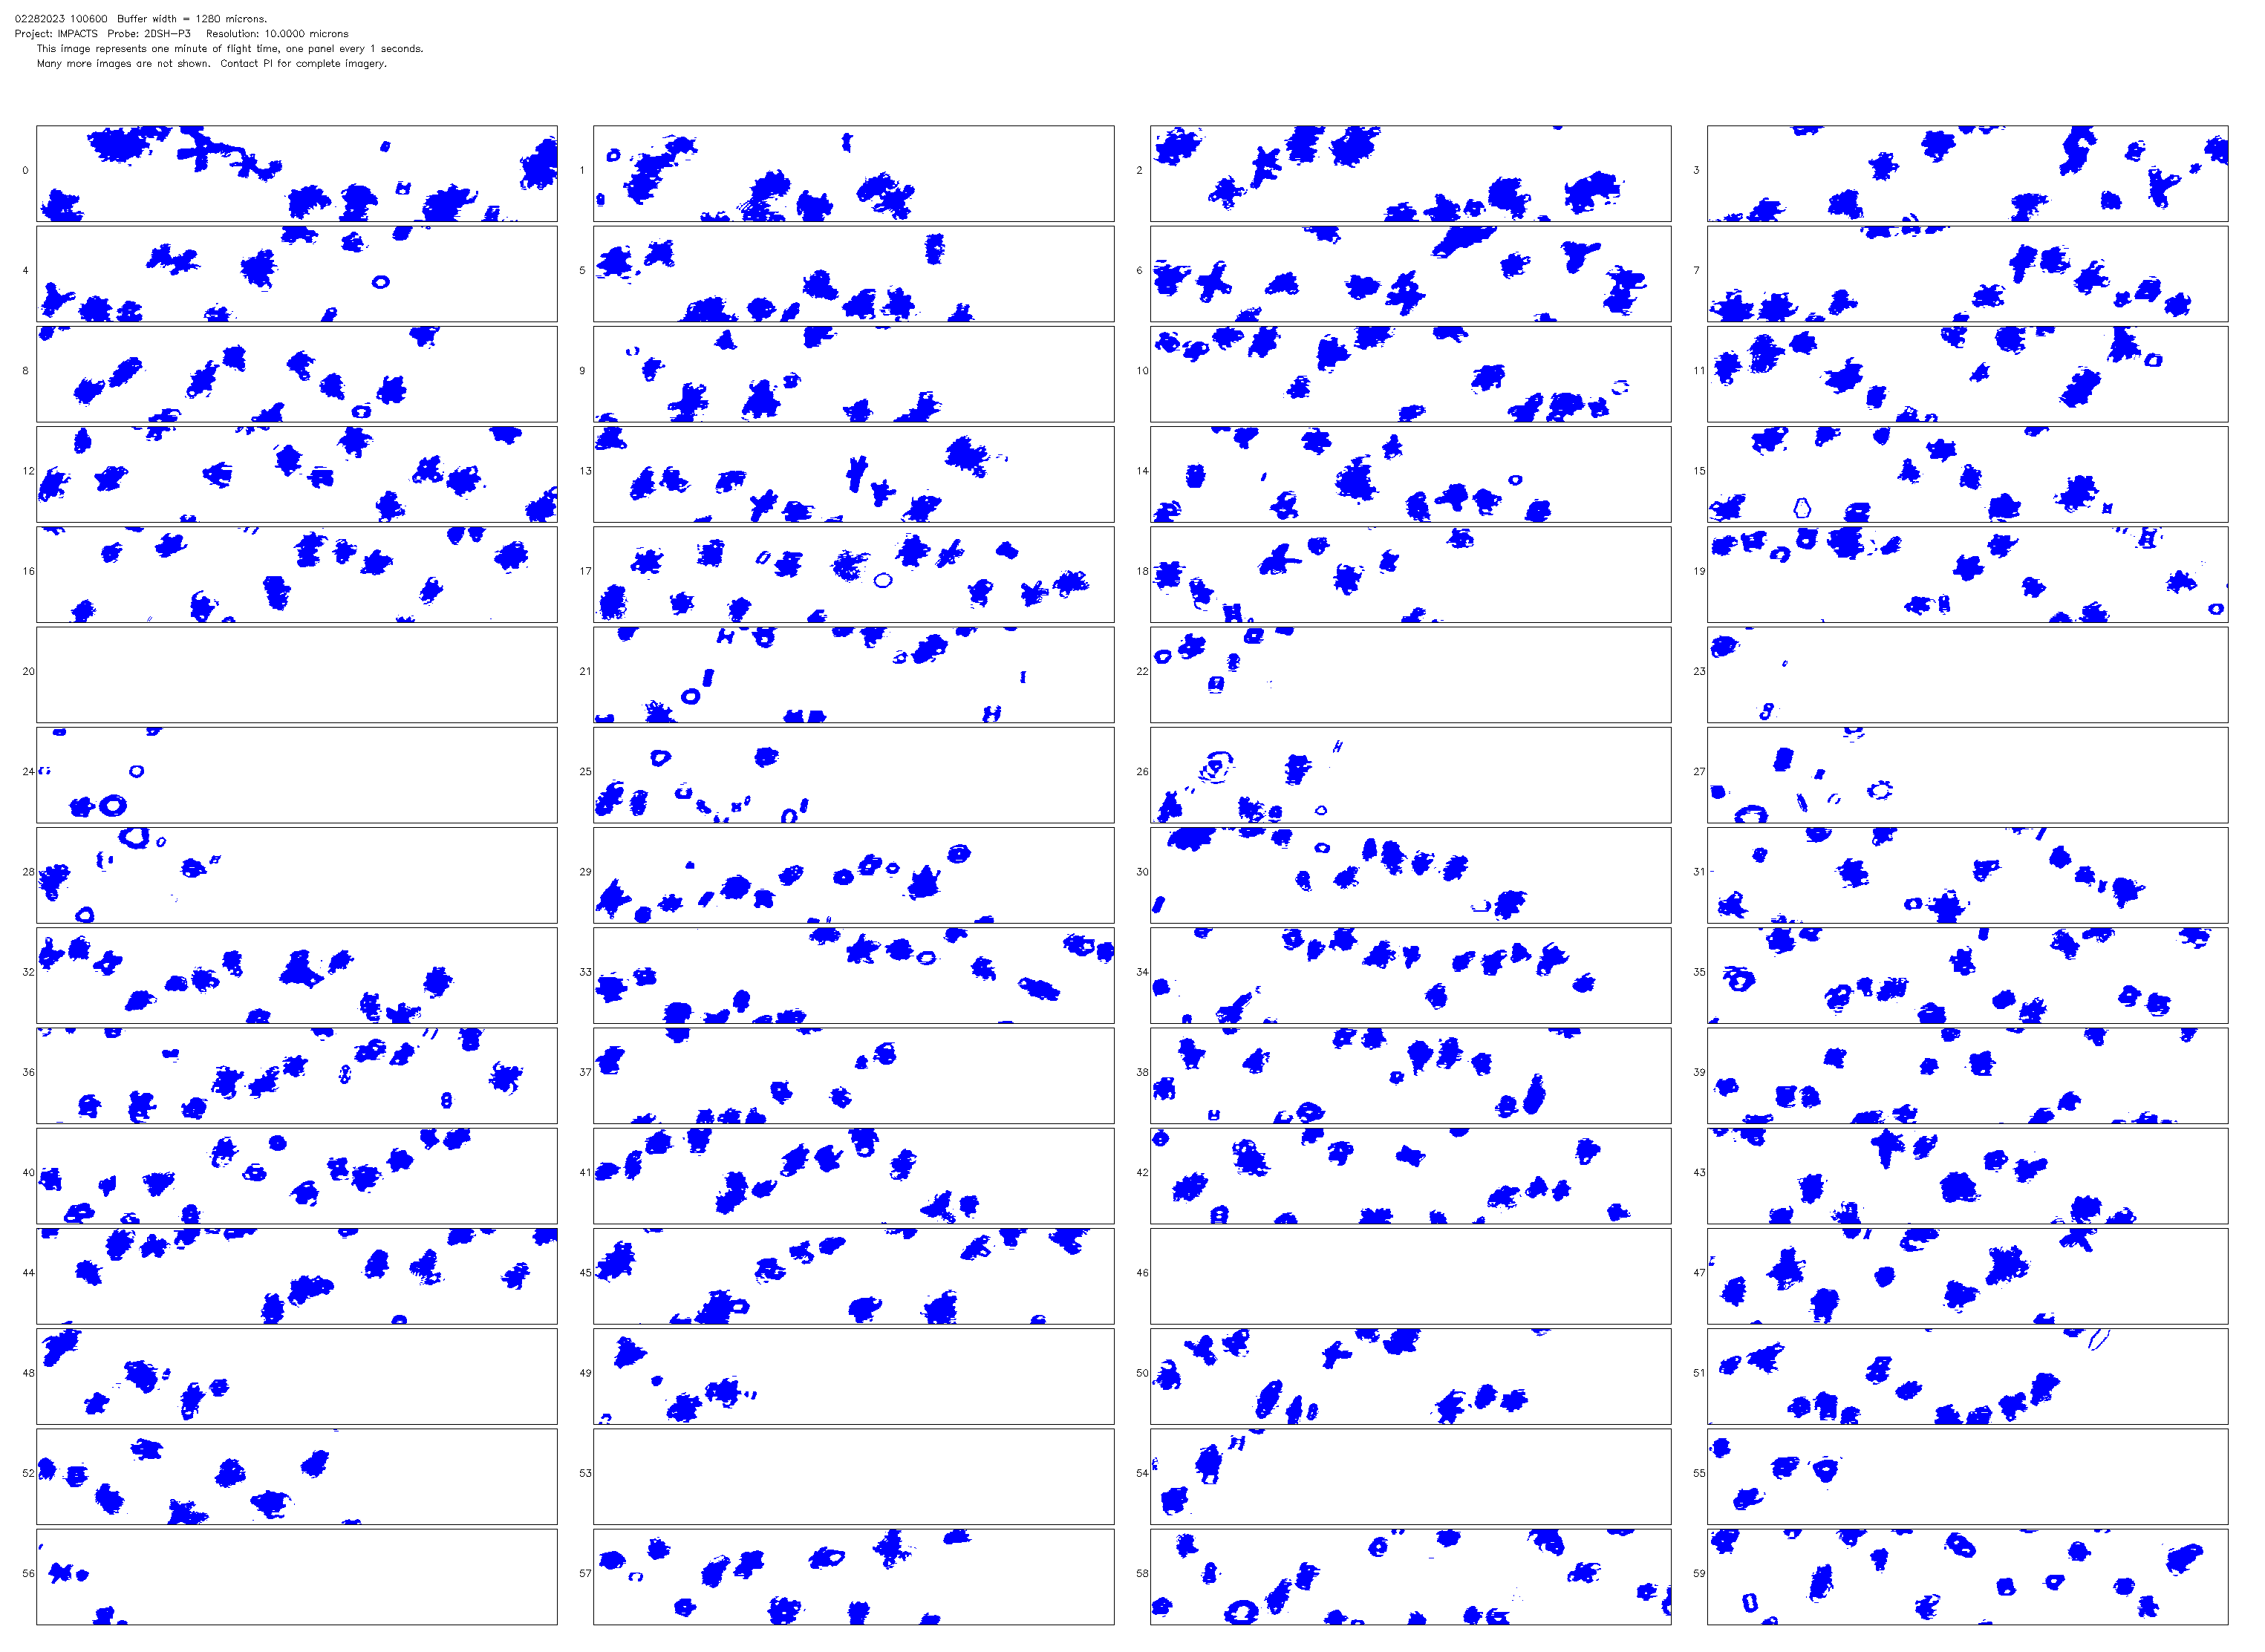 02282023 100600 Buffer width = 1280 microns.
Project: IMPACTS Probe: 2DSH-P3 Resolution: 10.0000 microns
This image represents one minute of flight time, one panel every 1 seconds.
Many more images are not shown. Contact PI for complete imagery.
0 1 2 3
4 5 6 7
8 9 10 11
12 13 14 15
16 17 18 19
20 21 22 23
24 25 26 27
28 29 30 31
32 33 34 35
36 37 38 39
40 41 42 43
44 45 46 47
48 49 50 51
52 53 54 55
56 57 58 59